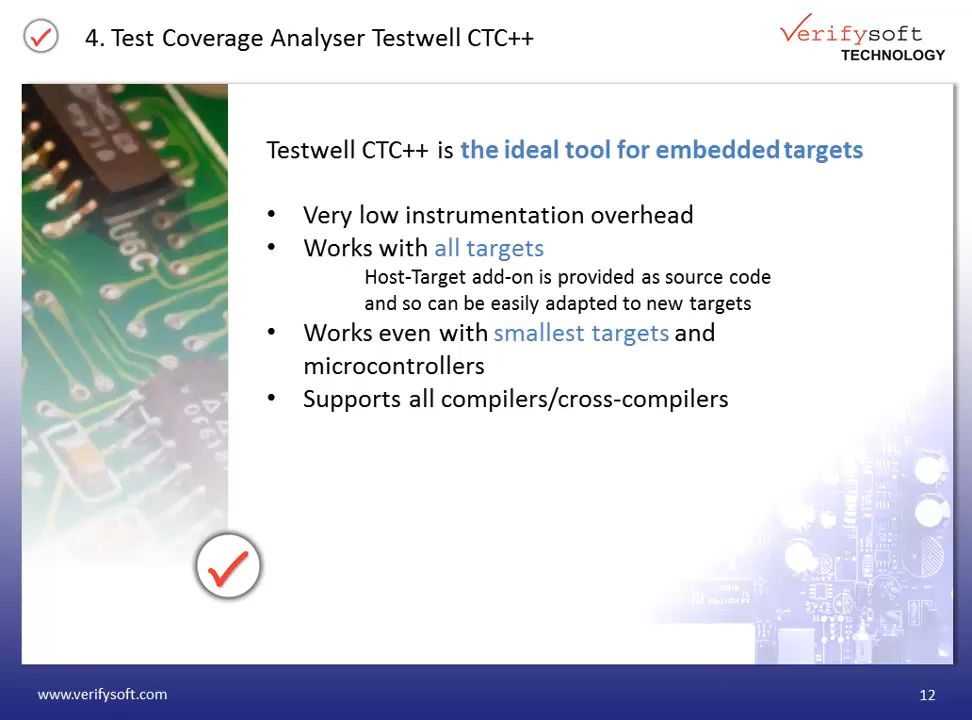 4. Test Coverage Analyser Testwell CTC++
Verifysoft
TECHNOLOGY
Testwell CTC++ is the ideal tool for embedded targets
• Very low instrumentation overhead
• Works with all targets
Host-Target add-on is provided as source code
and so can be easily adapted to new targets
• Works even with smallest targets and
microcontrollers
• Supports all compilers/cross-compilers
www.verifysoft.com
12